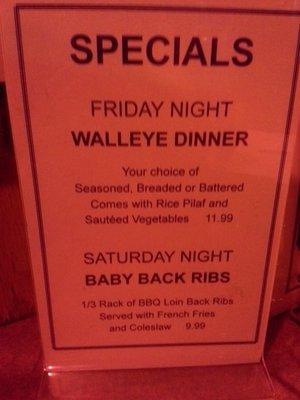 SPECIALS
FRIDAY NIGHT
WALLEYE DINNER
Your choice of
Seasoned, Breaded or Battered
Comes with Rice Pilaf and
Sautéed Vegetables 11.99
SATURDAY NIGHT
BABY BACK RIBS
1/3 Rack of BBQ Loin Back Ribs
Served with French Fries
and Coleslaw 9.99